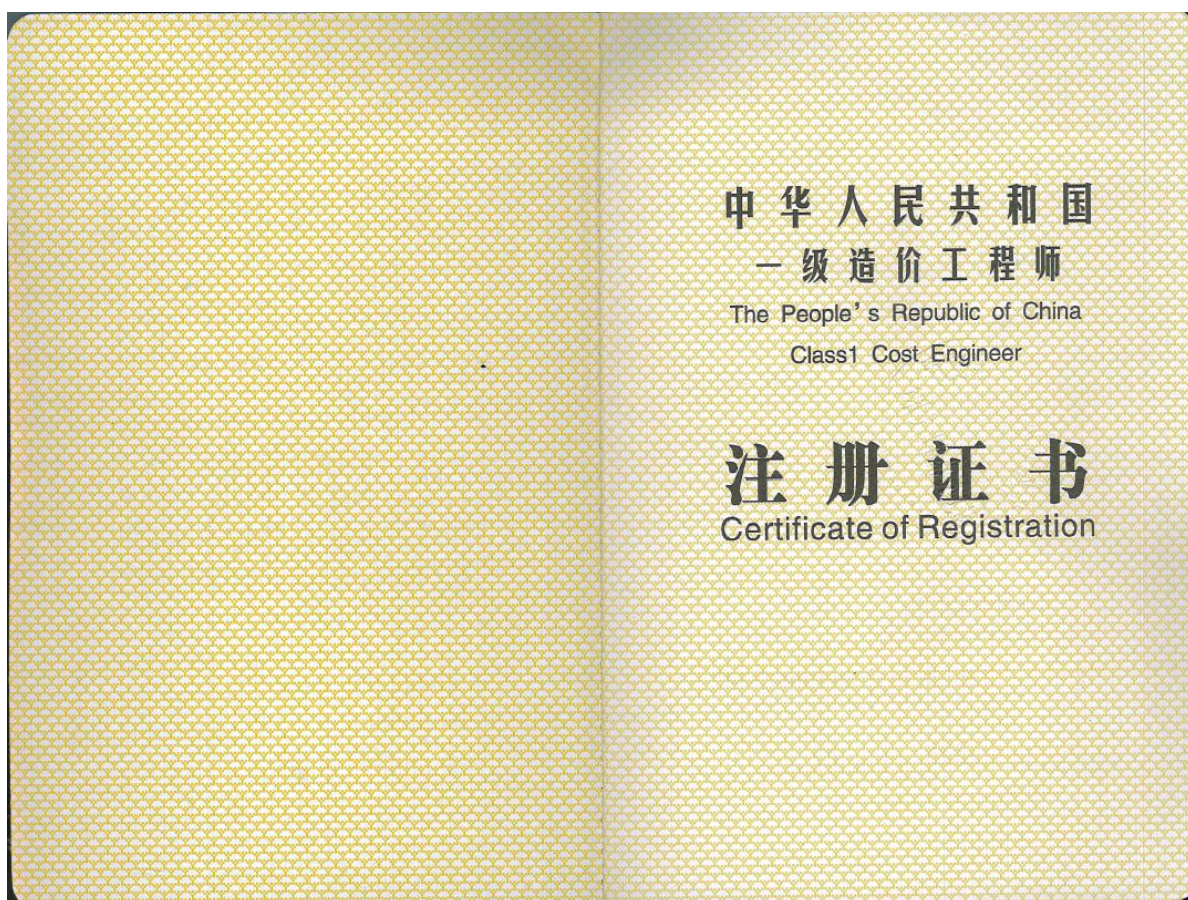 中华人民共和国
一级造价工程师
The People's Republic of China
Class1 Cost Engineer
注册证书
Certificate of Registration